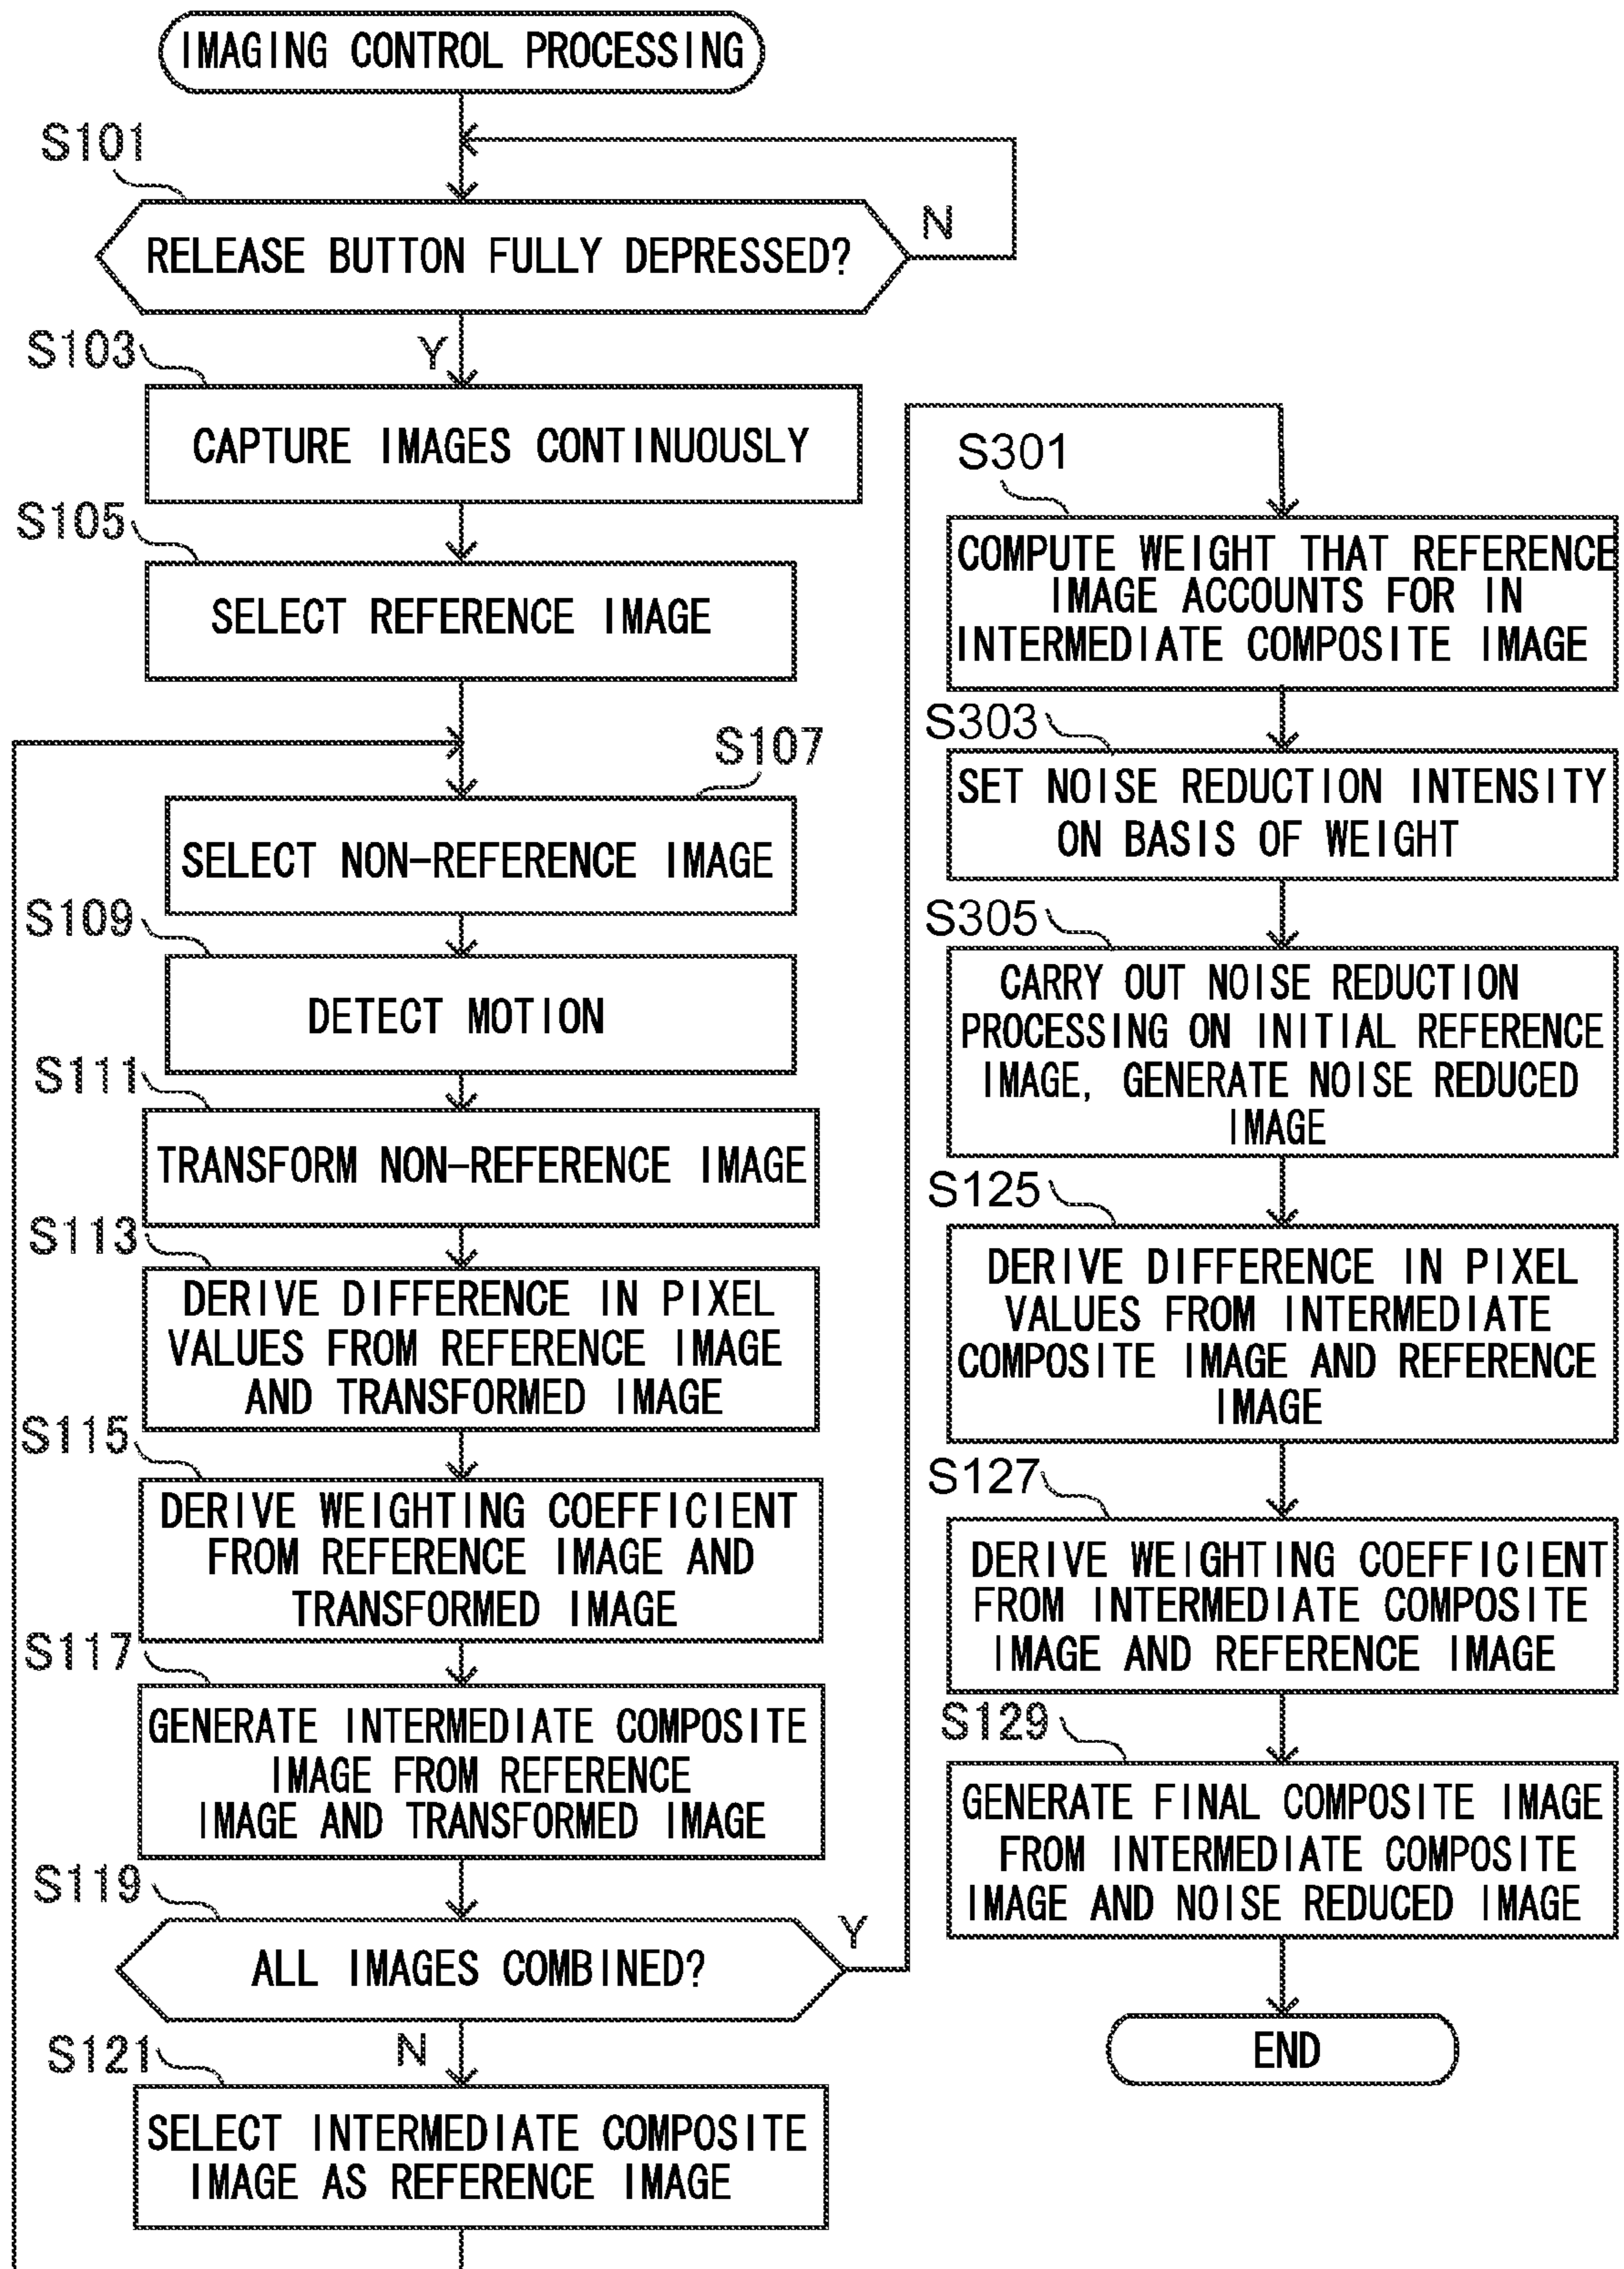 IMAGING CONTROL PROCESSING
S101
RELEASE BUTTON FULLY DEPRESSED?
N
Y
S103
CAPTURE IMAGES CONTINUOUSLY
S105
SELECT REFERENCE IMAGE
S107
SELECT NON-REFERENCE IMAGE
S109
DETECT MOTION
S111
TRANSFORM NON-REFERENCE IMAGE
S113
DERIVE DIFFERENCE IN PIXEL
VALUES FROM REFERENCE IMAGE
AND TRANSFORMED IMAGE
S115
DERIVE WEIGHTING COEFFICIENT
FROM REFERENCE IMAGE AND
TRANSFORMED IMAGE
S117
GENERATE INTERMEDIATE COMPOSITE
IMAGE FROM REFERENCE
IMAGE AND TRANSFORMED IMAGE
S119
ALL IMAGES COMBINED?
Y
N
S121
SELECT INTERMEDIATE COMPOSITE
IMAGE AS REFERENCE IMAGE
S301
COMPUTE WEIGHT THAT REFERENCE
IMAGE ACCOUNTS FOR IN
INTERMEDIATE COMPOSITE IMAGE
S303
SET NOISE REDUCTION INTENSITY
ON BASIS OF WEIGHT
S305
CARRY OUT NOISE REDUCTION
PROCESSING ON INITIAL REFERENCE
IMAGE, GENERATE NOISE REDUCED
IMAGE
S125
DERIVE DIFFERENCE IN PIXEL
VALUES FROM INTERMEDIATE
COMPOSITE IMAGE AND REFERENCE
IMAGE
S127
DERIVE WEIGHTING COEFFICIENT
FROM INTERMEDIATE COMPOSITE
IMAGE AND REFERENCE IMAGE
S129
GENERATE FINAL COMPOSITE IMAGE
FROM INTERMEDIATE COMPOSITE
IMAGE AND NOISE REDUCED IMAGE
END